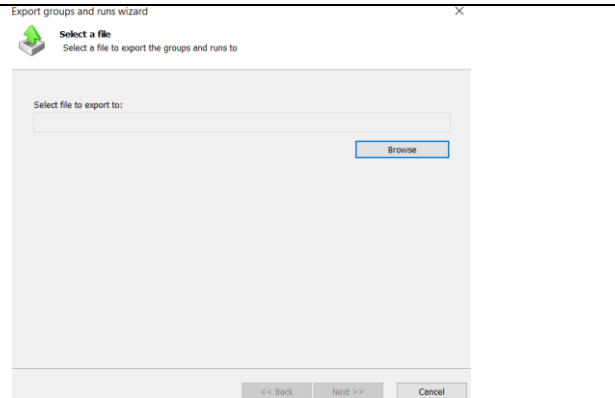 Export groups and runs wizard
Select a file
Select a file to export the groups and runs to
Select file to export to:
Browse
<< Back
Next >>
Cancel